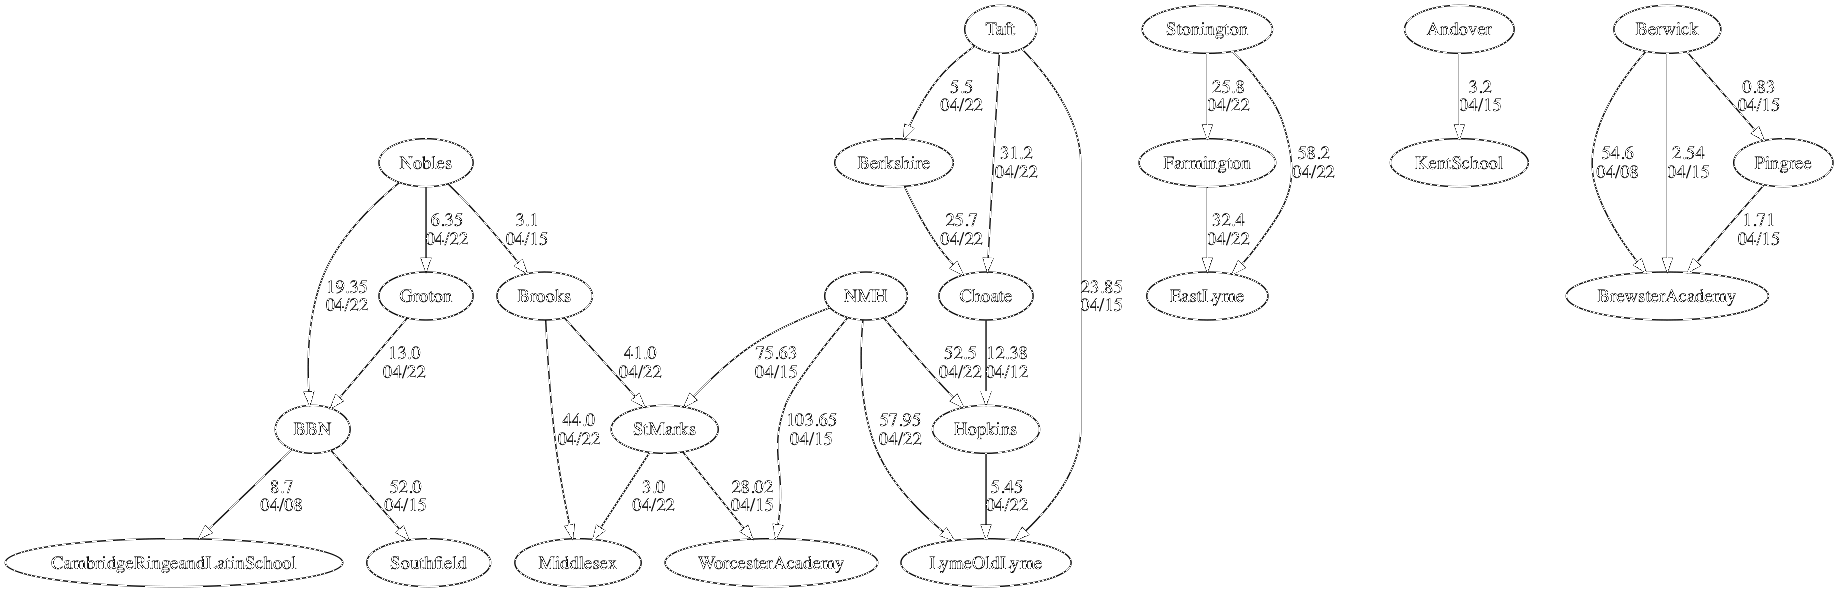 Taft
Stonington
Andover
Berwick
5.5
04/22
25.8
04/22
3.2
04/15
0.83
04/15
Nobles
Berkshire
31.2
04/22
Farmington
58.2
04/22
KentSchool
54.6
04/08
2.54
04/15
Pingree
6.35
04/22
3.1
04/15
25.7
04/22
32.4
04/22
1.71
04/15
19.35
04/22
Groton
Brooks
NMH
Choate
23.85
04/15
EastLyme
BrewsterAcademy
13.0
04/22
41.0
04/22
75.63
04/15
52.5
04/22
12.38
04/12
BBN
44.0
04/22
StMarks
103.65
04/15
57.95
04/22
Hopkins
8.7
04/08
52.0
04/15
3.0
04/22
28.02
04/15
5.45
04/22
CambridgeRingeandLatinSchool
Southfield
Middlesex
WorcesterAcademy
LymeOldLyme